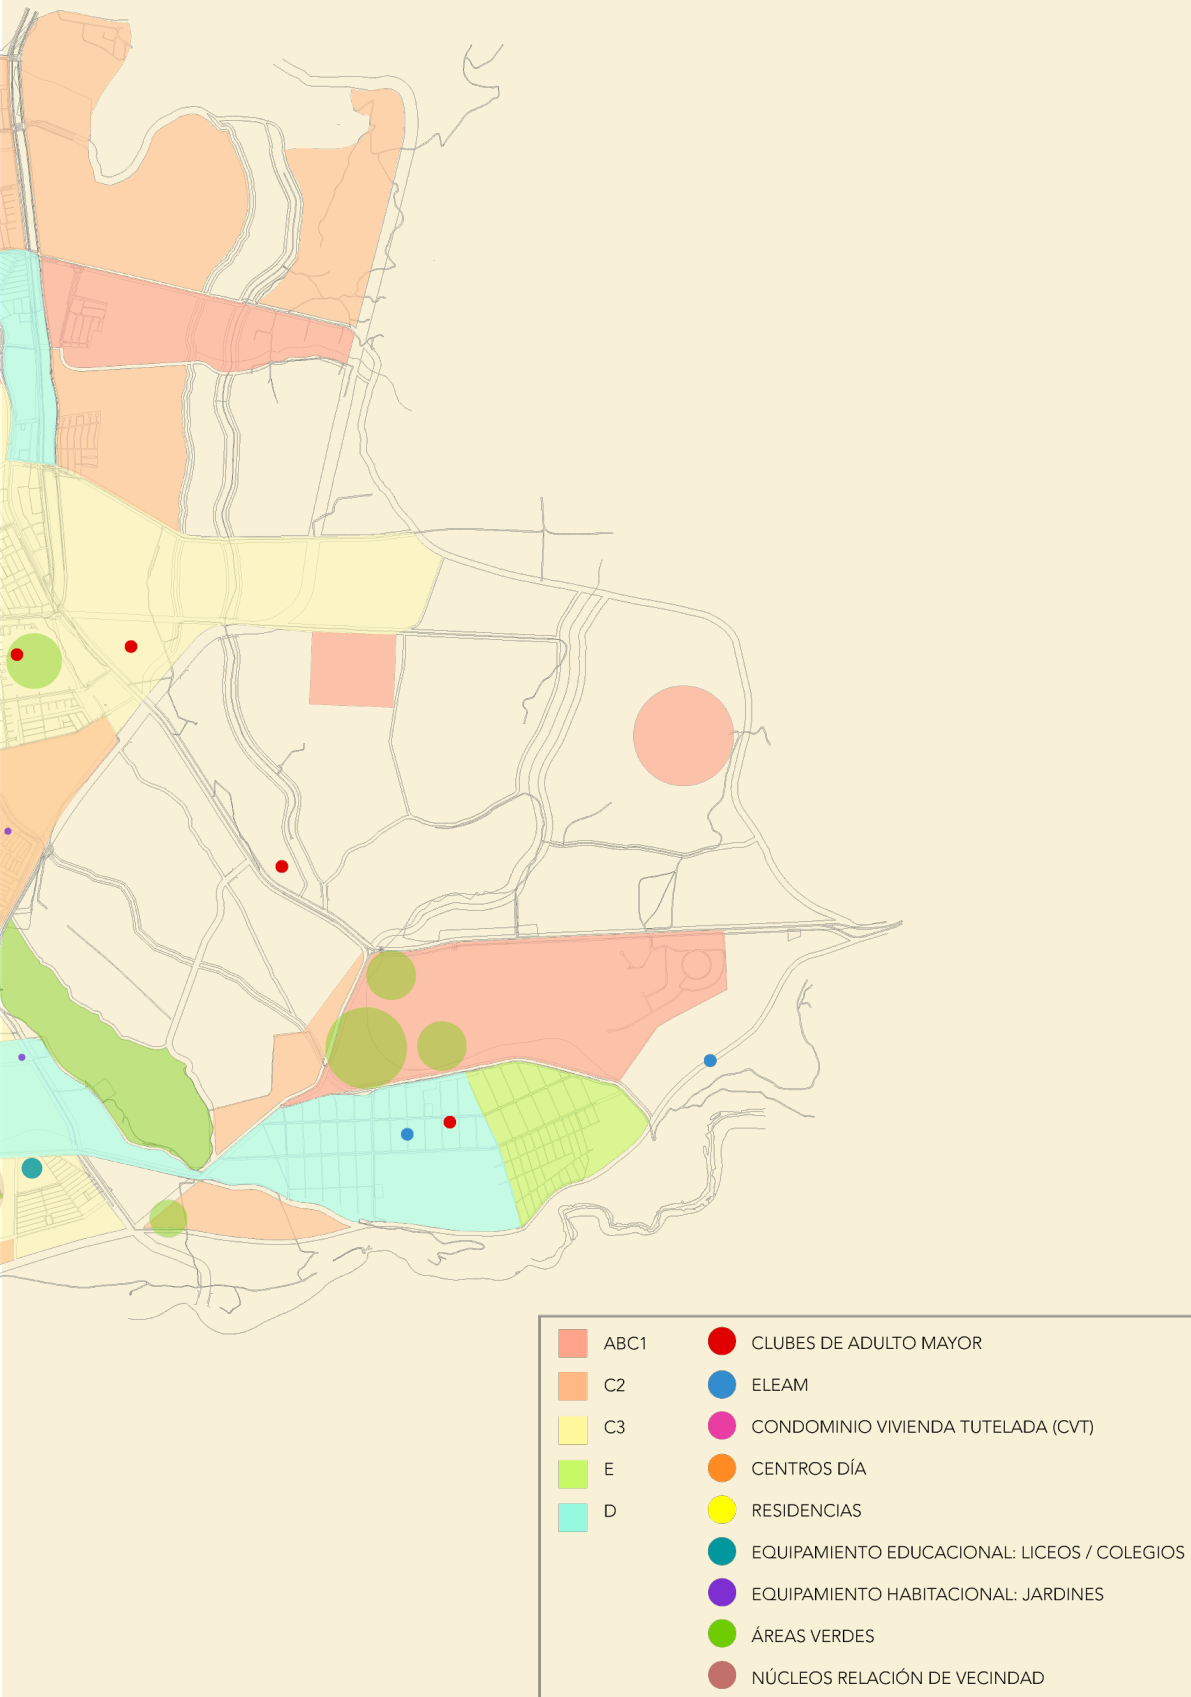 ABC1
C2
C3
E
D
CLUBES DE ADULTO MAYOR
ELEAM
CONDOMINIO VIVIENDA TUTELADA (CVT)
CENTROS DÍA
RESIDENCIAS
EQUIPAMIENTO EDUCACIONAL: LICEOS / COLEGIOS
EQUIPAMIENTO HABITACIONAL: JARDINES
ÁREAS VERDES
NÚCLEOS RELACIÓN DE VECINDAD